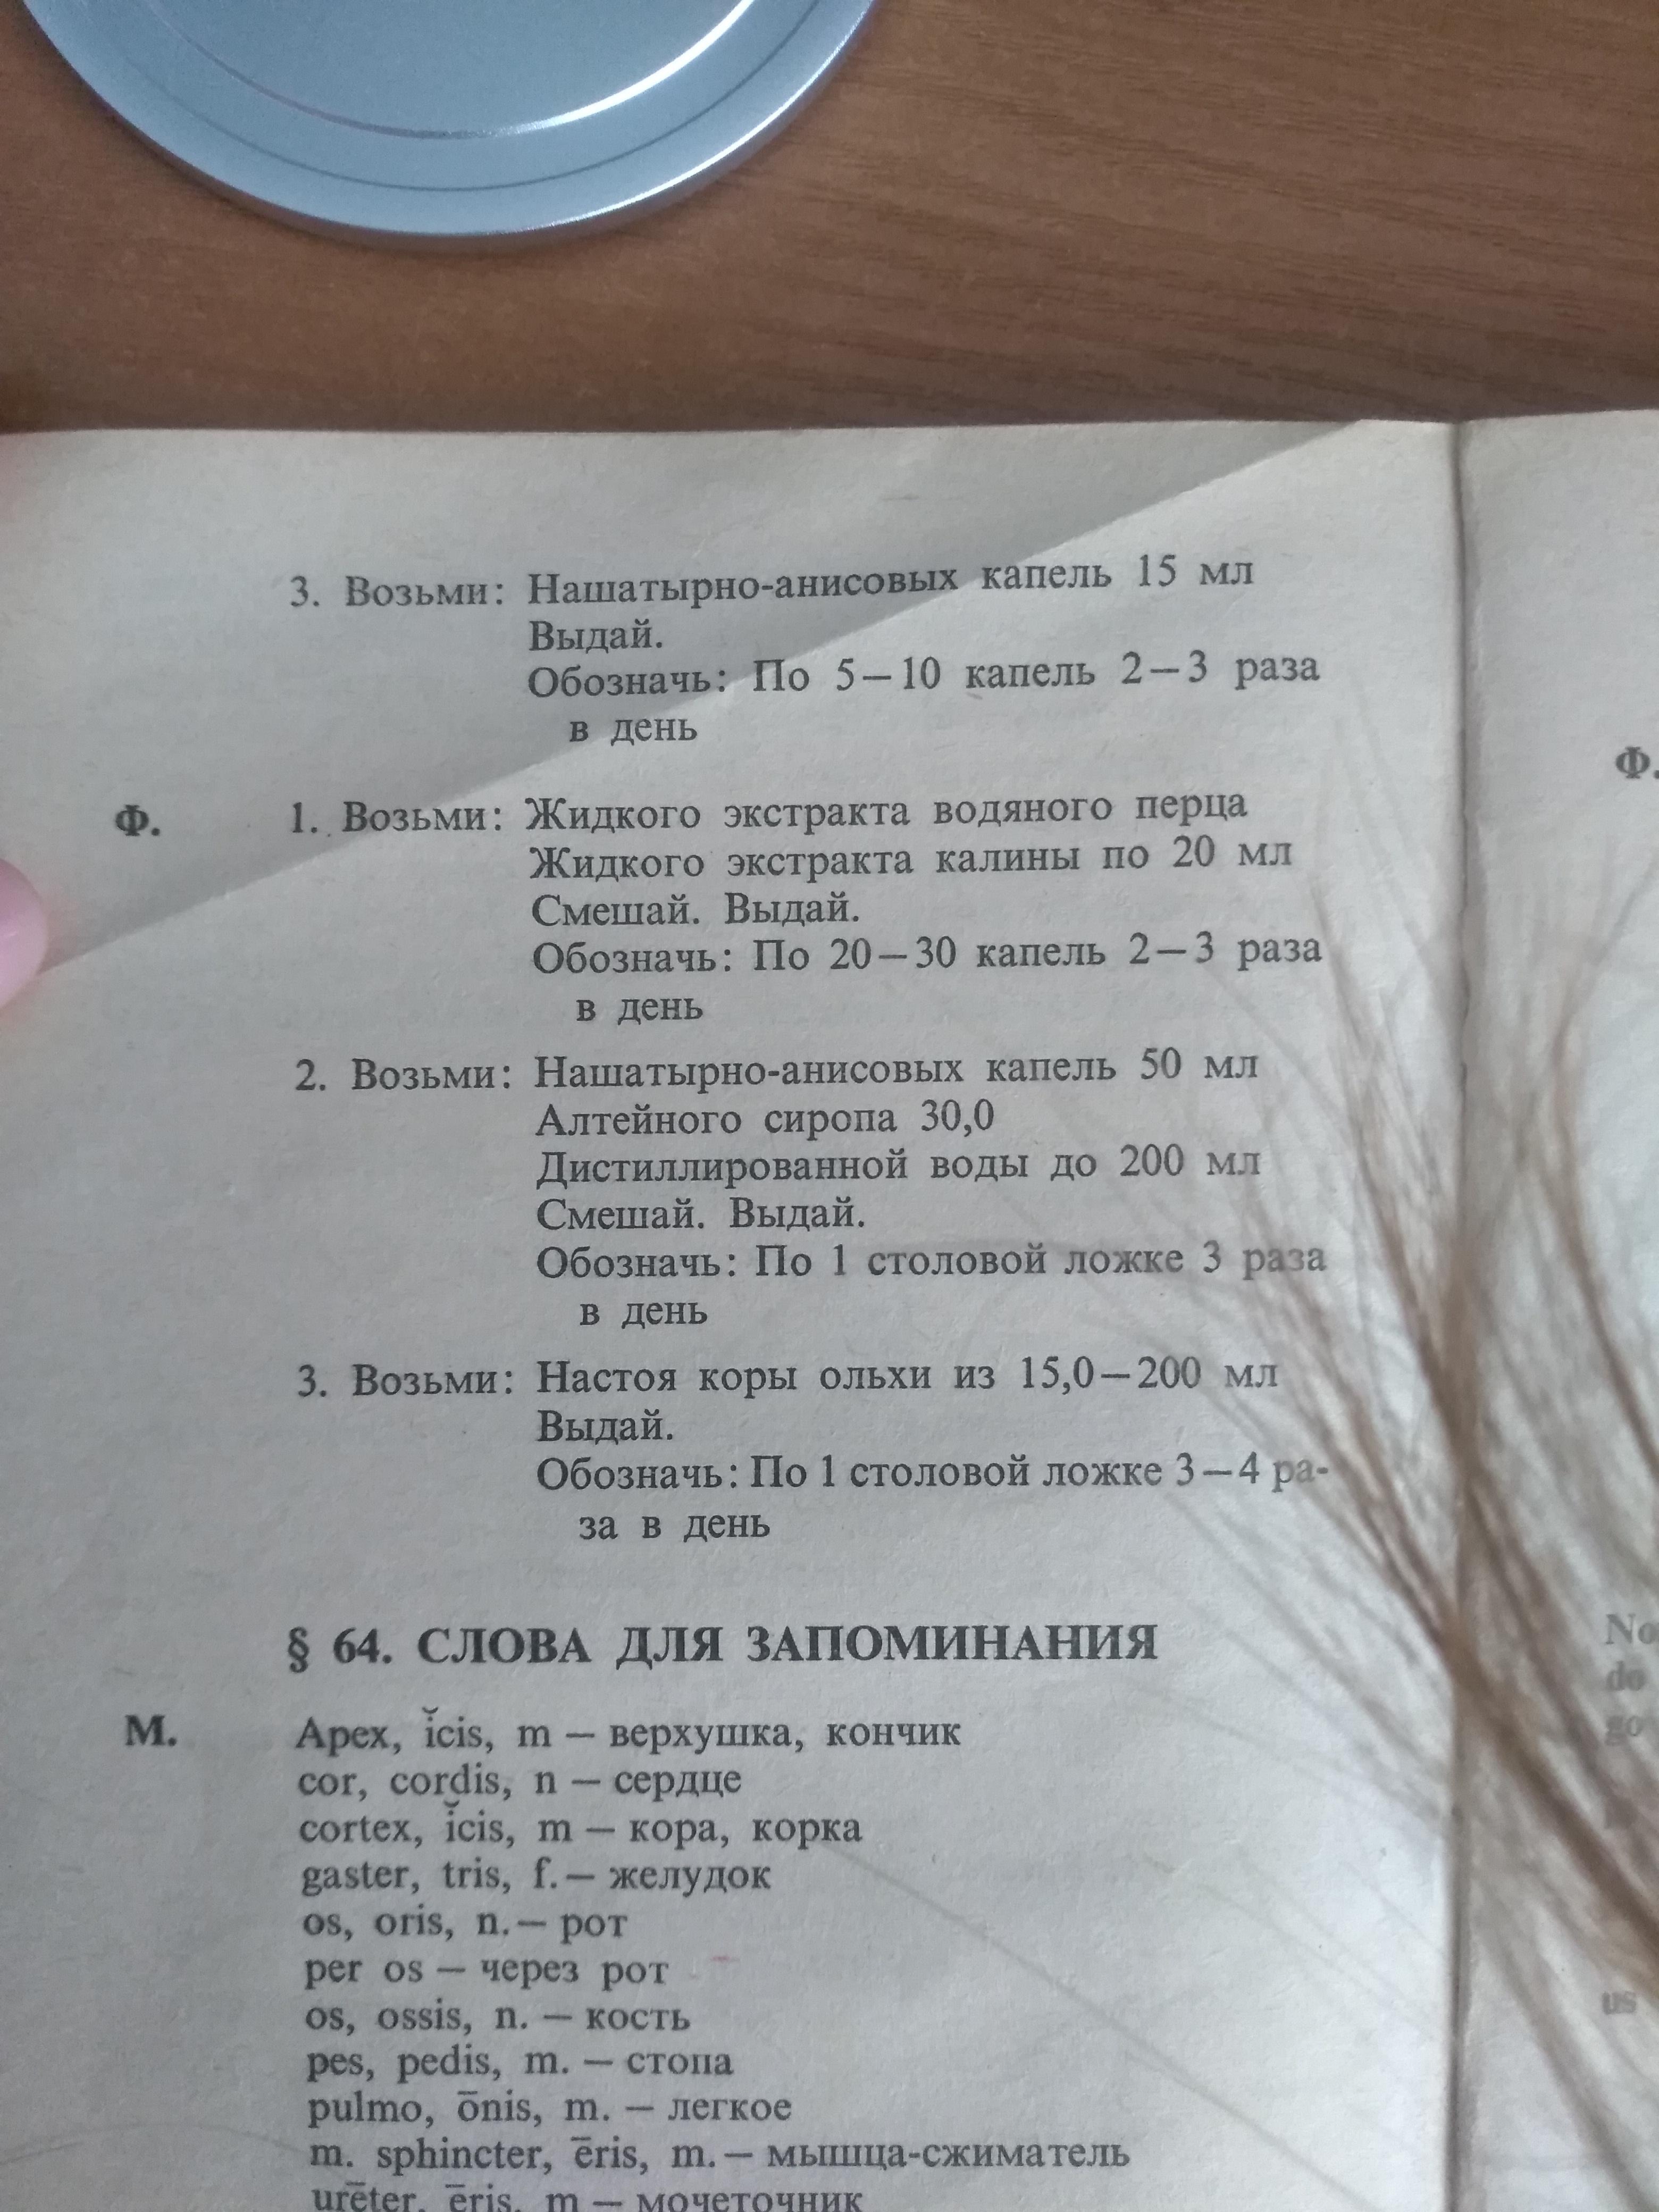 3. Возьми: Нашатырно-анисовых капель 15 мл
Выдай.
Обозначь: По 5—10 капель 2—3 раза
в день
Ф. 1. Возьми: Жидкого экстракта водяного перца
Жидкого экстракта калины по 20 мл
Смешай. Выдай.
Обозначь: По 20—30 капель 2—3 раза
в день
2. Возьми: Нашатырно-анисовых капель 50 мл
Алтейного сиропа 30,0
Дистиллированной воды до 200 мл
Смешай. Выдай.
Обозначь: По 1 столовой ложке 3 раза
в день
3. Возьми: Настоя коры ольхи из 15,0—200 мл
Выдай.
Обозначь: По 1 столовой ложке 3—4 ра-
за в день
§ 64. СЛОВА ДЛЯ ЗАПОМИНАНИЯ
М. Apex, ĭcis, m — верхушка, кончик
cor, cordis, n — сердце
cortex, ĭcis, m — кора, корка
gaster, tris, f.— желудок
os, oris, n.— рот
per os — через рот
os, ossis, n. — кость
pes, pedis, m. — стопа
pulmo, ōnis, m. — легкое
m. sphincter, ēris, m.— мышца-сжиматель
urēter, ēris, m — мочеточник
Ф.
No
do
go
us